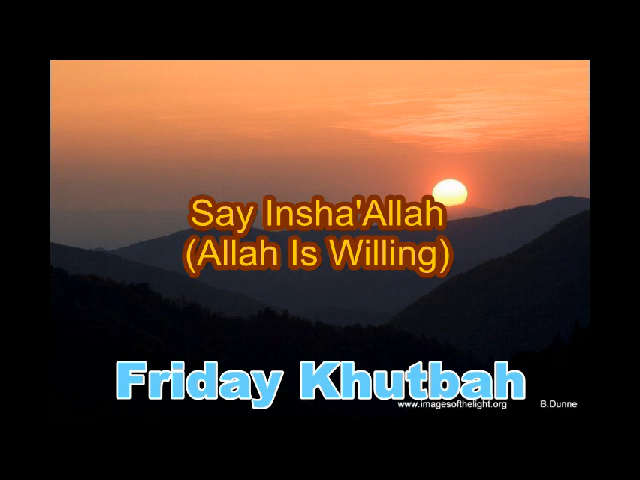 Say Insha'Allah
(Allah Is Willing)
Friday Khutbah
www.imagesofthelight.org B.Dunne